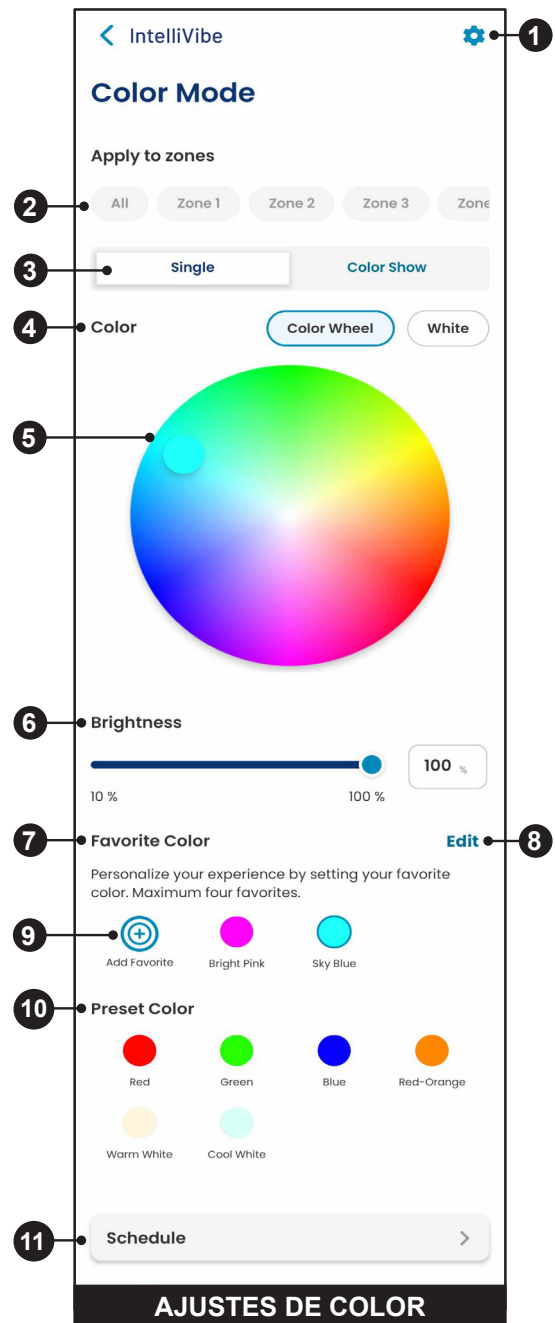 IntelliVibe
1
Color Mode
Apply to zones
2
All Zone 1 Zone 2 Zone 3 Zone
3
Single Color Show
4
Color Color Wheel White
5
6
Brightness
100 %
10 % 100 %
7
Favorite Color Edit
8
Personalize your experience by setting your favorite
color. Maximum four favorites.
9
Add Favorite Bright Pink Sky Blue
10
Preset Color
Red Green Blue Red-Orange
Warm White Cool White
11
Schedule
AJUSTES DE COLOR